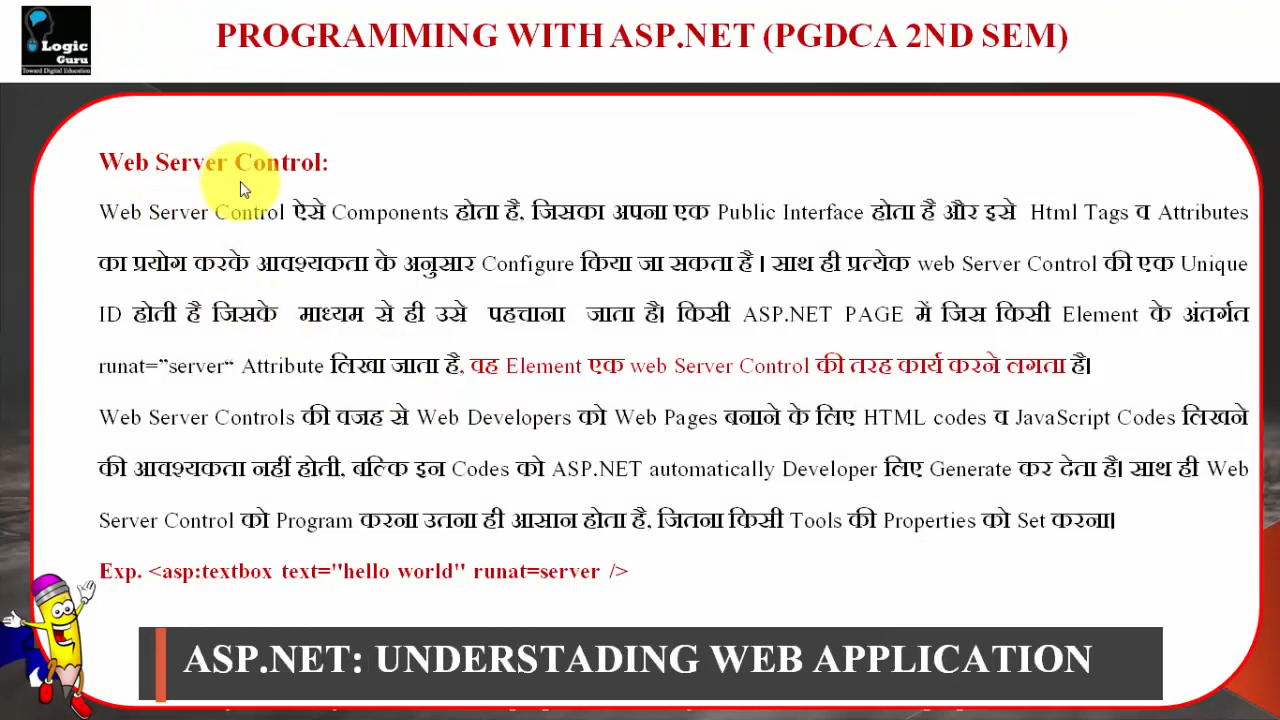 Logic
Guru
Toward Digital Education
PROGRAMMING WITH ASP.NET (PGDCA 2ND SEM)
Web Server Control:
Web Server Control ऐसे Components होता है, जिसका अपना एक Public Interface होता है और इसे Html Tags व Attributes
का प्रयोग करके आवश्यकता के अनुसार Configure किया जा सकता है । साथ ही प्रत्येक web Server Control की एक Unique
ID होती है जिसके माध्यम से ही उसे पहचाना जाता है। किसी ASP.NET PAGE में जिस किसी Element के अंतर्गत
runat=”server“ Attribute लिखा जाता है, वह Element एक web Server Control की तरह कार्य करने लगता है।
Web Server Controls की वजह से Web Developers को Web Pages बनाने के लिए HTML codes व JavaScript Codes लिखने
की आवश्यकता नहीं होती, बल्कि इन Codes को ASP.NET automatically Developer लिए Generate कर देता है। साथ ही Web
Server Control को Program करना उतना ही आसान होता है, जितना किसी Tools की Properties को Set करना।
Exp. <asp:textbox text="hello world" runat=server />
ASP.NET: UNDERSTADING WEB APPLICATION